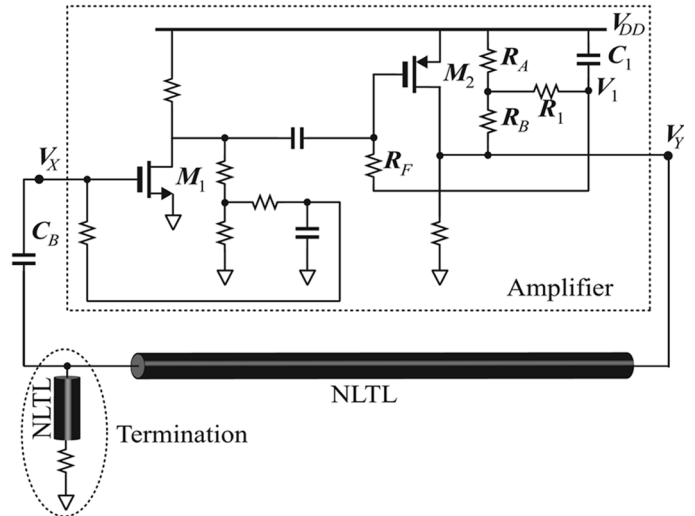 V_DD
R_A
C_1
M_2
V_1
R_1
R_B
V_X
V_Y
M_1
R_F
C_B
Amplifier
NLTL
NLTL
Termination